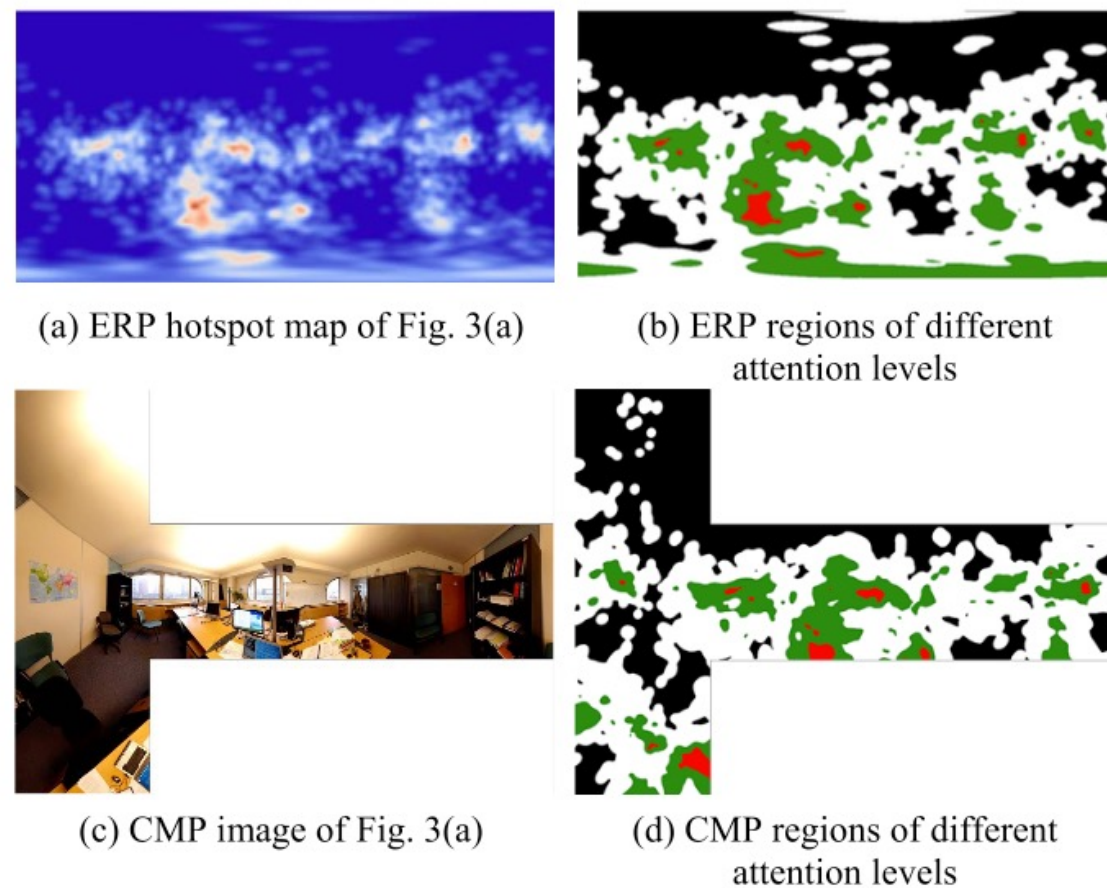 (a) ERP hotspot map of Fig. 3(a)
(b) ERP regions of different
attention levels
(c) CMP image of Fig. 3(a)
(d) CMP regions of different
attention levels